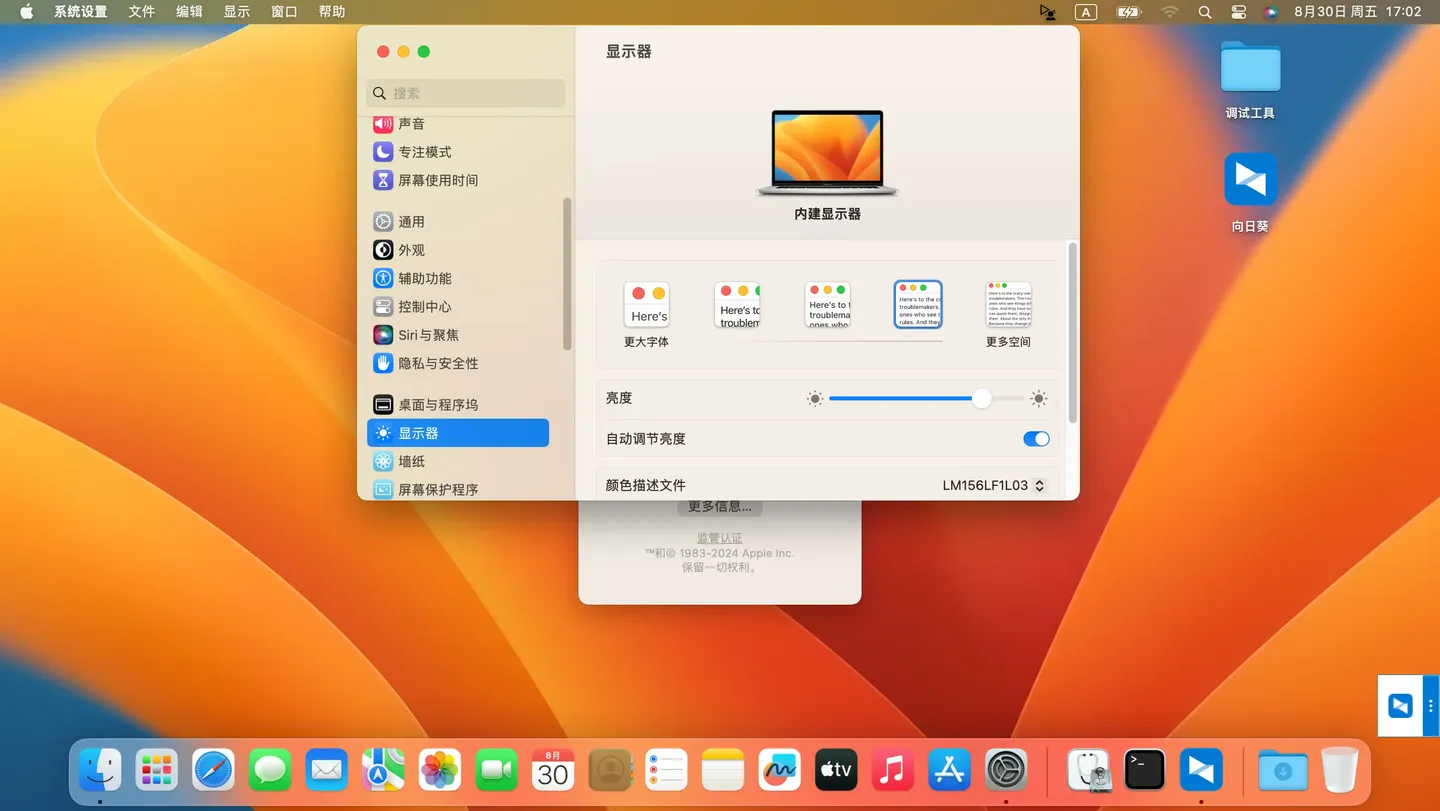 系统设置 文件 编辑 显示 窗口 帮助 A 8月30日 周五 17:02
搜索
声音
专注模式
屏幕使用时间
通用
外观
辅助功能
控制中心
Siri与聚焦
隐私与安全性
桌面与程序坞
显示器
墙纸
屏幕保护程序
显示器
内建显示器
Here's
更大字体
Here's to
troublem
Here's to t
troublema
ones who
Here's to the c
troublemakers.
ones who see t
rules. And they
更多空间
亮度
自动调节亮度
颜色描述文件 LM156LF1L03
更多信息...
监管认证
™和© 1983-2024 Apple Inc.
保留一切权利。
调试工具
向日葵
8月
30
tv
>_